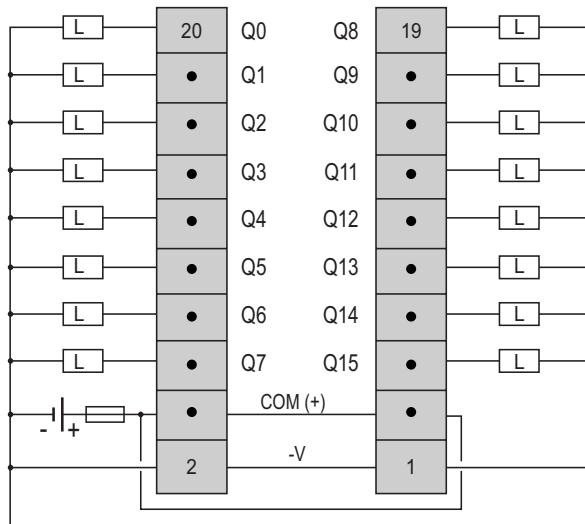 L 20 Q0 Q8 19 L
L Q1 Q9 L
L Q2 Q10 L
L Q3 Q11 L
L Q4 Q12 L
L Q5 Q13 L
L Q6 Q14 L
L Q7 Q15 L
COM (+)
- +
2 -V 1